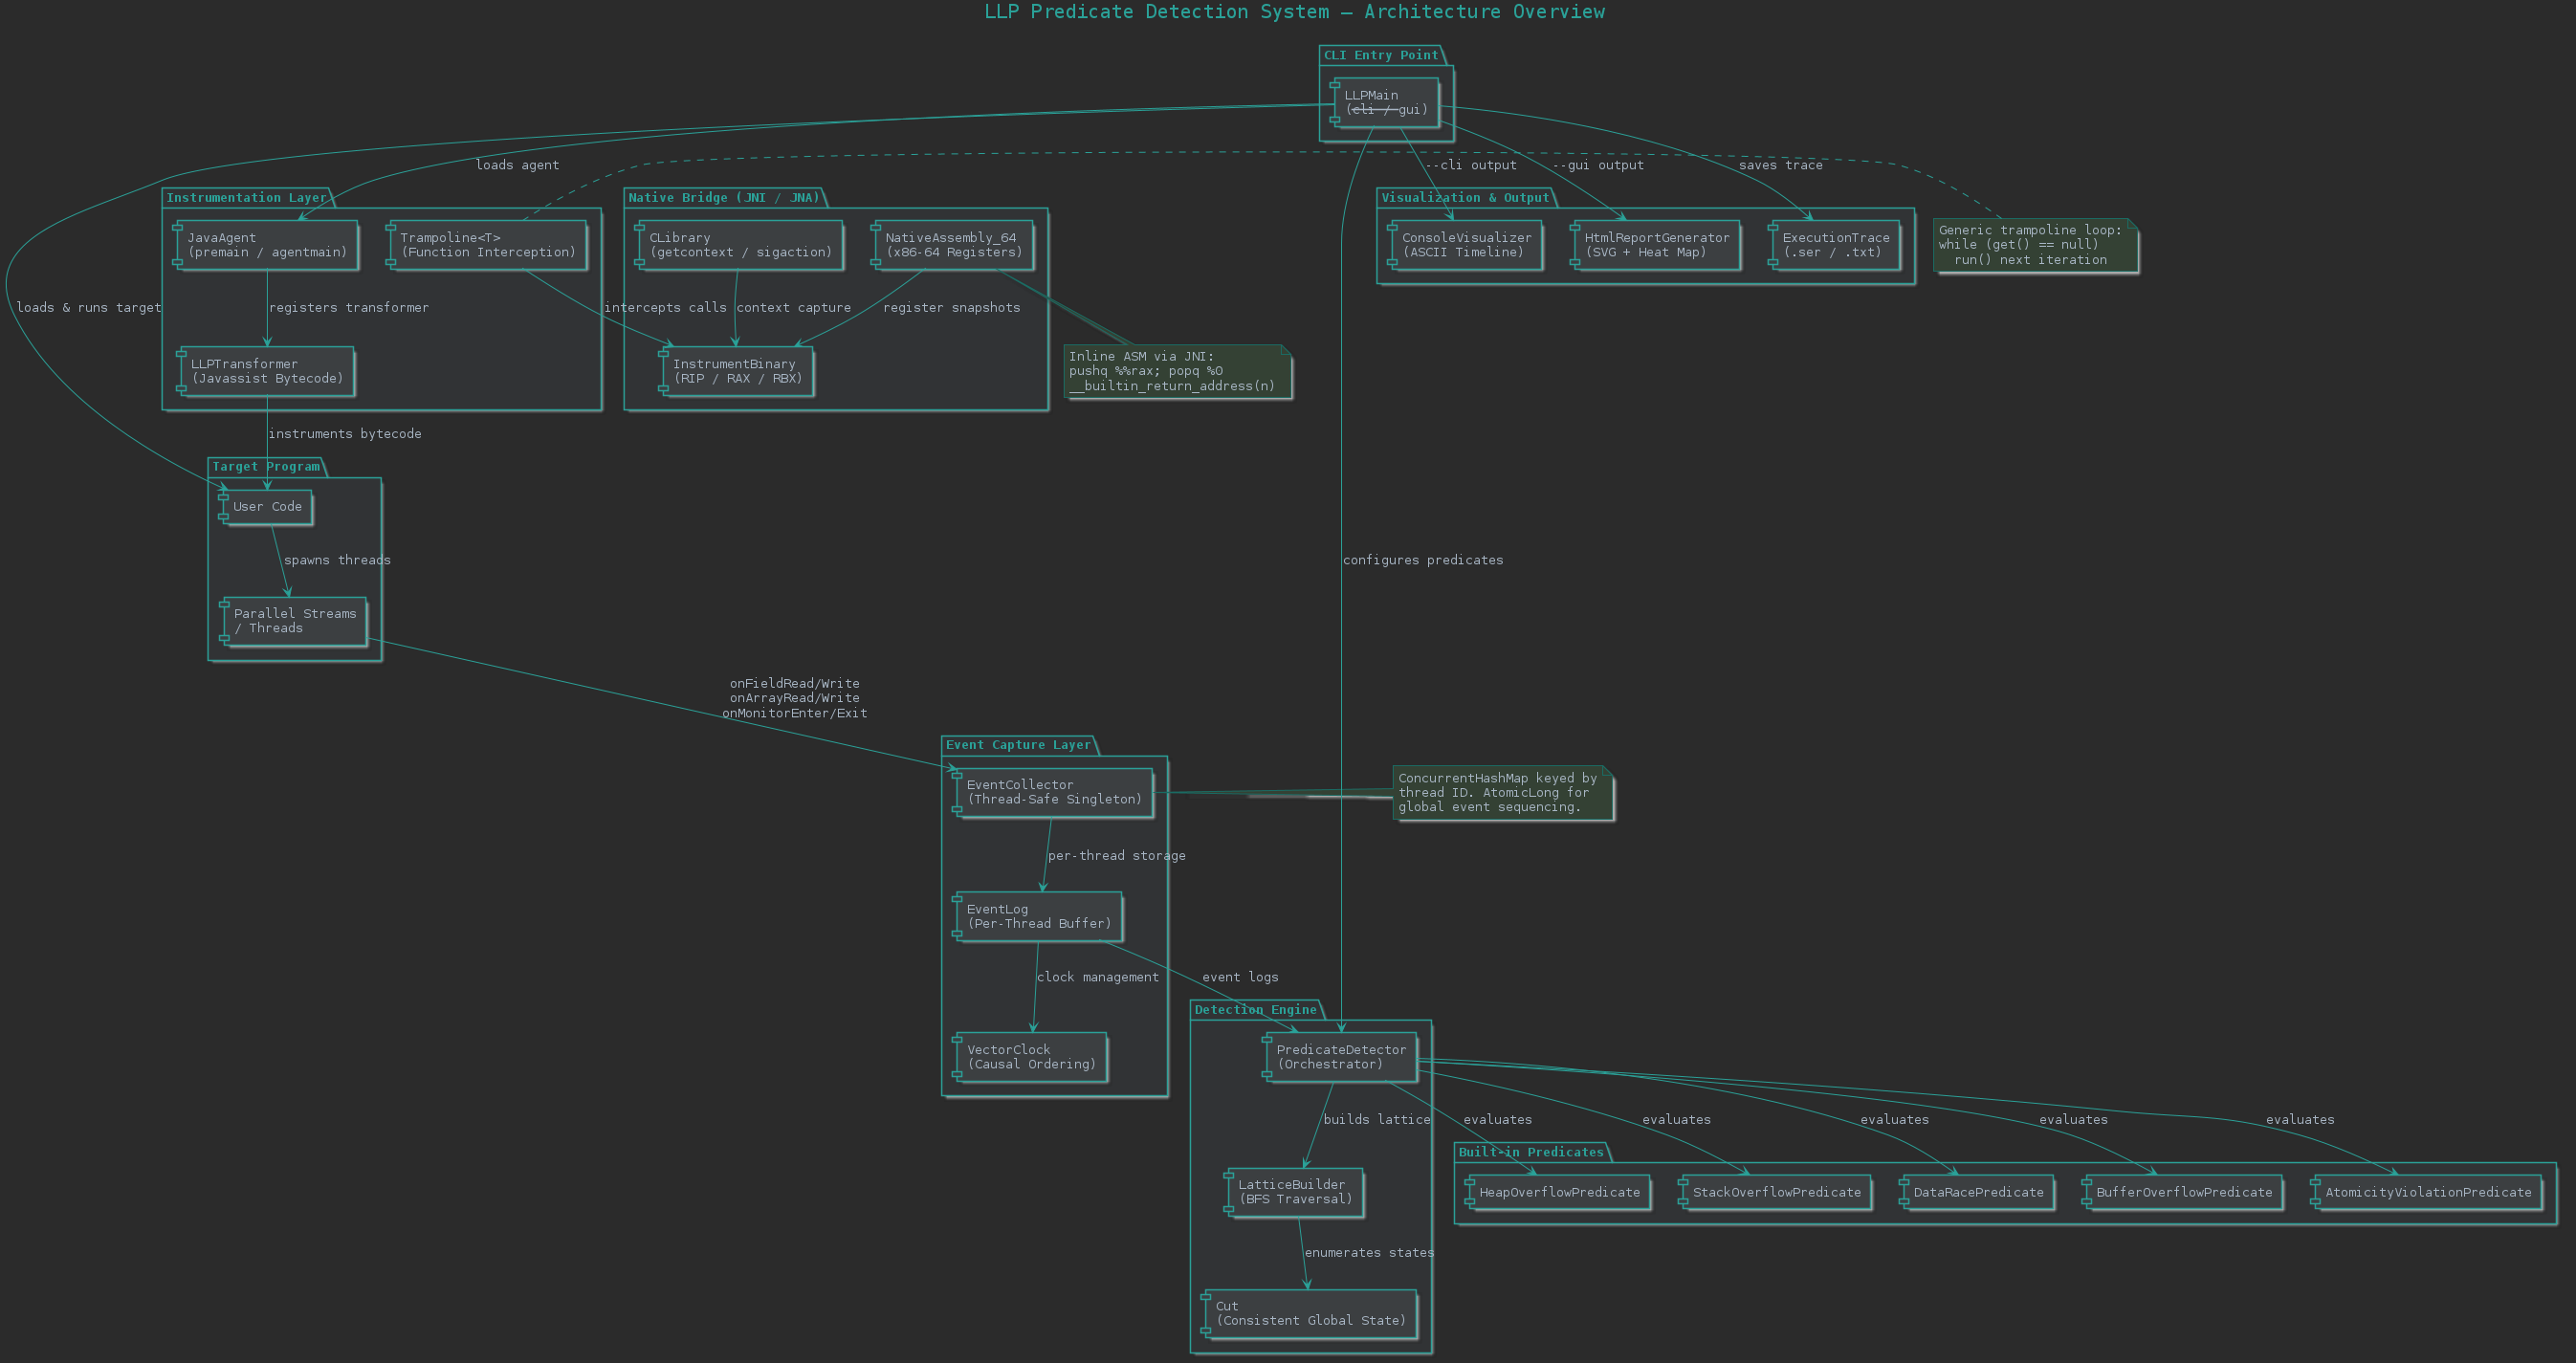 LLP Predicate Detection System — Architecture Overview
CLI Entry Point
LLPMain
(cli / gui)
loads agent
--cli output
--gui output
saves trace
Instrumentation Layer
JavaAgent
(premain / agentmain)
Trampoline<T>
(Function Interception)
Native Bridge (JNI / JNA)
CLibrary
(getcontext / sigaction)
NativeAssembly_64
(x86-64 Registers)
Visualization & Output
ConsoleVisualizer
(ASCII Timeline)
HtmlReportGenerator
(SVG + Heat Map)
ExecutionTrace
(.ser / .txt)
Generic trampoline loop:
while (get() == null)
run() next iteration
loads & runs target
registers transformer
intercepts calls
context capture
register snapshots
LLPTransformer
(Javassist Bytecode)
InstrumentBinary
(RIP / RAX / RBX)
Inline ASM via JNI:
pushq %%rax; popq %0
__builtin_return_address(n)
instruments bytecode
Target Program
User Code
spawns threads
configures predicates
Parallel Streams
/ Threads
onFieldRead/Write
onArrayRead/Write
onMonitorEnter/Exit
Event Capture Layer
EventCollector
(Thread-Safe Singleton)
ConcurrentHashMap keyed by
thread ID. AtomicLong for
global event sequencing.
per-thread storage
EventLog
(Per-Thread Buffer)
clock management
event logs
Detection Engine
VectorClock
(Causal Ordering)
PredicateDetector
(Orchestrator)
builds lattice
evaluates
evaluates
evaluates
evaluates
evaluates
Built-in Predicates
LatticeBuilder
(BFS Traversal)
HeapOverflowPredicate
StackOverflowPredicate
DataRacePredicate
BufferOverflowPredicate
AtomicityViolationPredicate
enumerates states
Cut
(Consistent Global State)